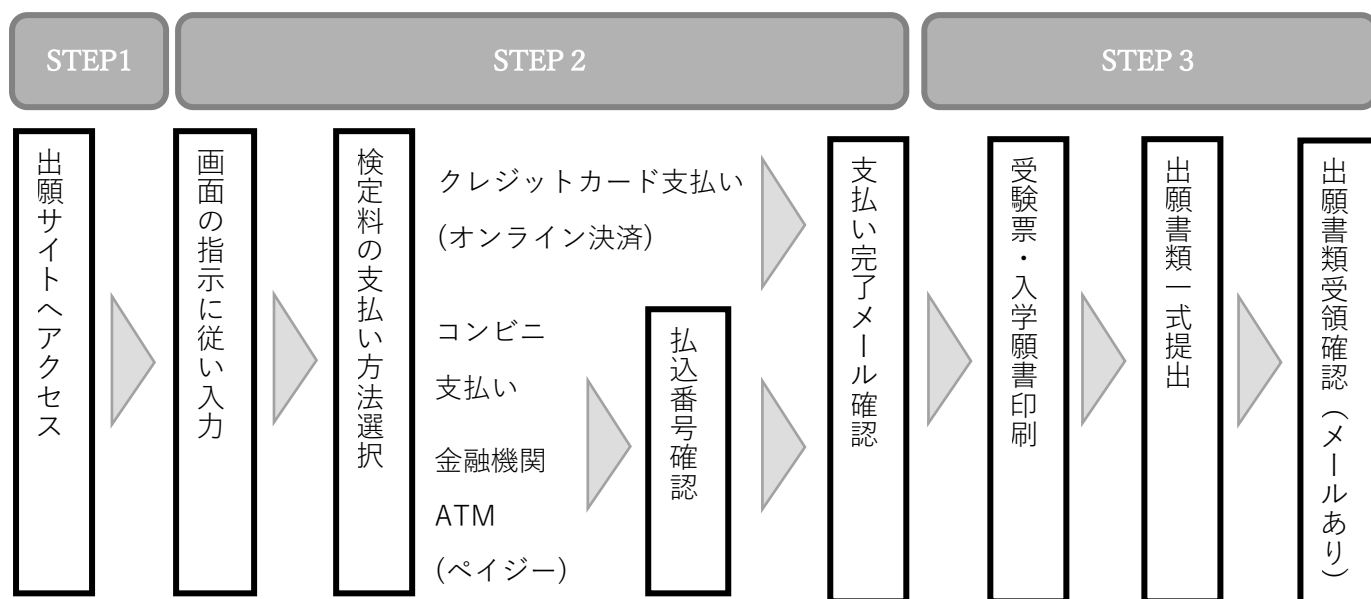 STEP1
STEP 2
STEP 3
出願サイトへアクセス
画面の指示に従い入力
検定料の支払い方法選択
クレジットカード支払い
(オンライン決済)
コンビニ
支払い
金融機関
ATM
(ペイジー)
払込番号確認
支払い完了メール確認
受験票・入学願書印刷
出願書類一式提出
出願書類受領確認（メールあり）